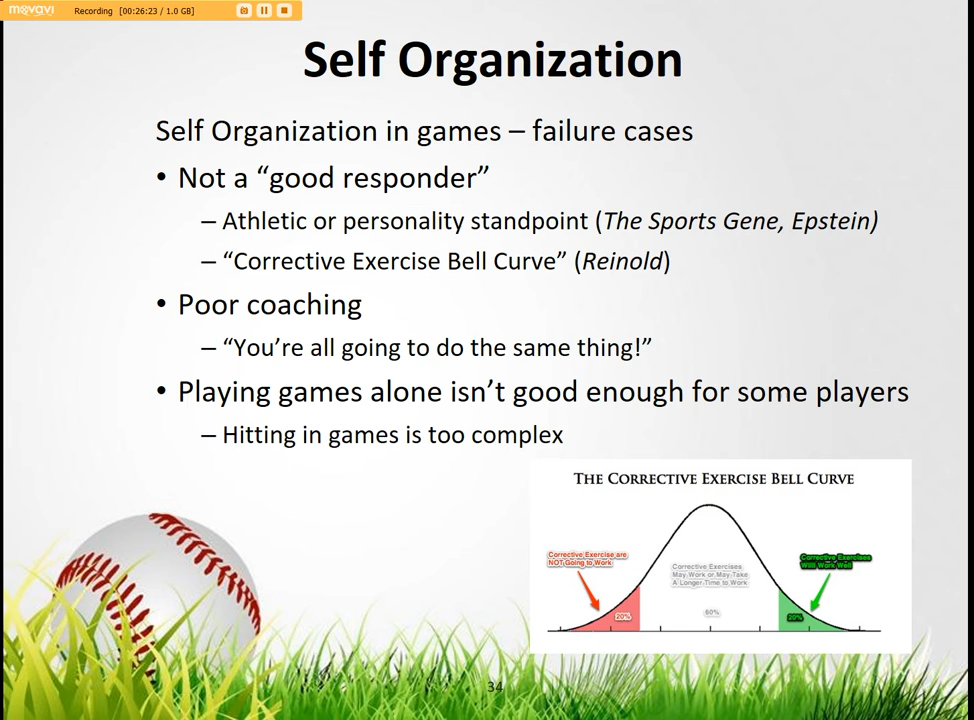 movavi Recording [00:26:23 / 1.0 GB]
Self Organization
Self Organization in games – failure cases
• Not a “good responder”
– Athletic or personality standpoint (The Sports Gene, Epstein)
– “Corrective Exercise Bell Curve” (Reinold)
• Poor coaching
– “You’re all going to do the same thing!”
• Playing games alone isn’t good enough for some players
– Hitting in games is too complex
THE CORRECTIVE EXERCISE BELL CURVE
Corrective Exercise are
NOT Going to Work
Corrective Exercises
May Work or May Take
A Longer Time to Work
Corrective Exercises
Will Work Well
20%
60%
20%
34